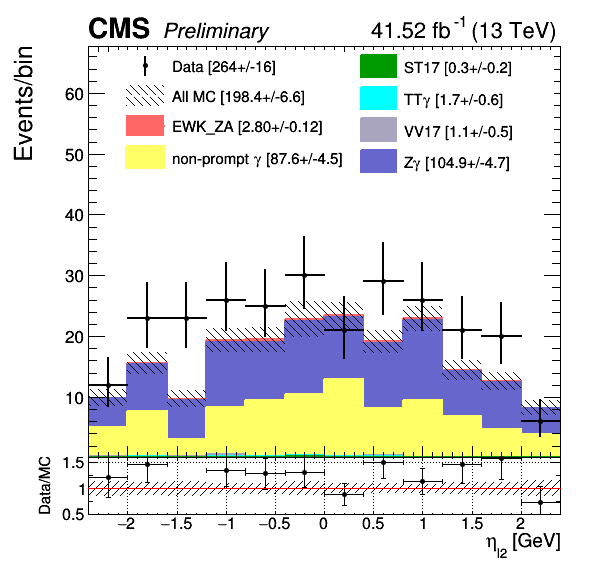 CMS Preliminary 41.52 fb⁻¹ (13 TeV)
Events/bin
Data [264+/-16]
All MC [198.4+/-6.6]
EWK_ZA [2.80+/-0.12]
non-prompt γ [87.6+/-4.5]
ST17 [0.3+/-0.2]
TTγ [1.7+/-0.6]
VV17 [1.1+/-0.5]
Zγ [104.9+/-4.7]
60
50
40
30
20
10
Data/MC
1.5
1
0.5
−2 −1.5 −1 −0.5 0 0.5 1 1.5 2
η_l2 [GeV]